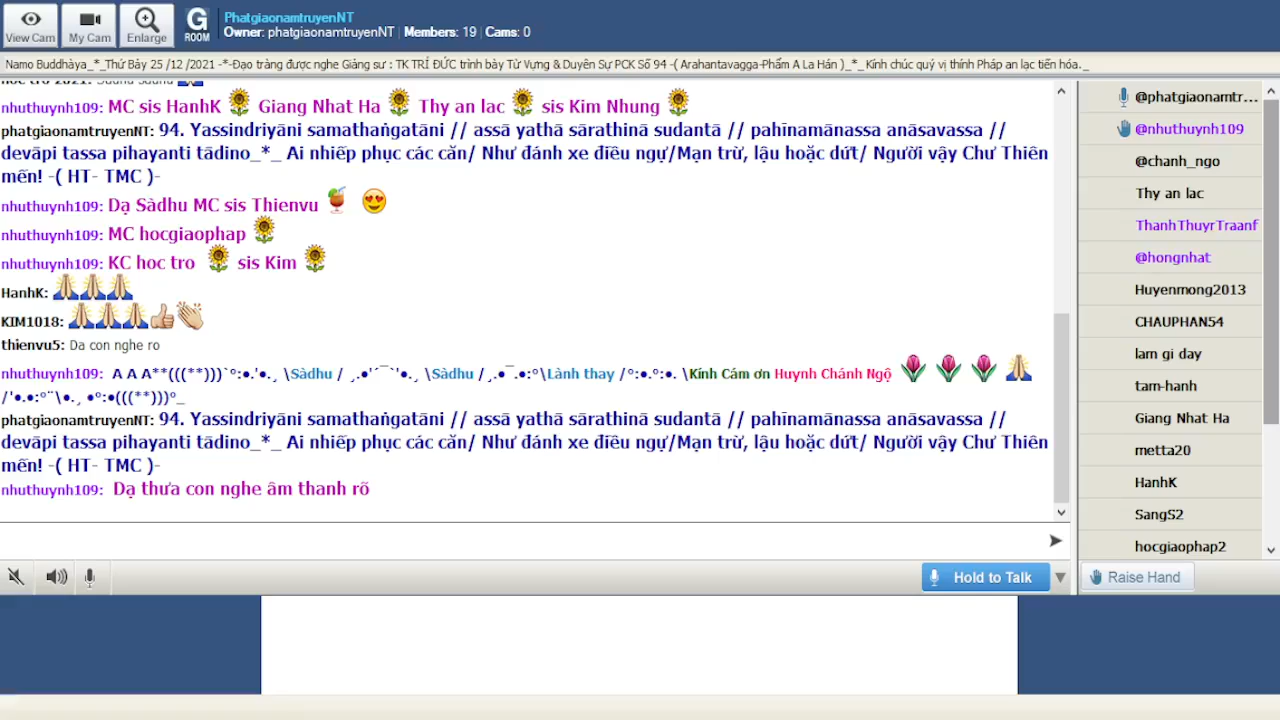 PhatgiaonamtruyenNT
Owner: phatgiaonamtruyenNT | Members: 19 | Cams: 0
View Cam
My Cam
Enlarge
G ROOM
Namo Buddhàya_*_Thứ Bảy 25 /12 /2021 -*-Đạo tràng được nghe Giảng sư : TK TRÍ ĐỨC trình bày Từ Vựng & Duyên Sự PCK Số 94 -( Arahantavagga-Phẩm A La Hán )_*_ Kính chúc quý vị thính Pháp an lạc tiến hóa._
nhuthuynh109: MC sis HanhK Giang Nhat Ha Thy an lac sis Kim Nhung
phatgiaonamtruyenNT: 94. Yassindriyāni samathaṅgatāni // assā yathā sārathinā sudantā // pahīnamānassa anāsavassa //
devāpi tassa pihayanti tādino_*_ Ai nhiếp phục các căn/ Như đánh xe điều ngự/Mạn trừ, lậu hoặc dứt/ Người vậy Chư Thiên
mến! -( HT- TMC )-
nhuthuynh109: Dạ Sàdhu MC sis Thienvu
nhuthuynh109: MC hocgiaophap
nhuthuynh109: KC hoc tro sis Kim
HanhK:
KIM1018:
thienvu5: Da con nghe ro
nhuthuynh109: A A A**(((**)))`°:•.'•.¸ \Sàdhu / ¸.•'´¯`'•.¸ \Sàdhu /¸.•¯.•:°\Lành thay /°:•.°:•. \Kính Cám ơn Huynh Chánh Ngộ
/'•.•:°¨\•.¸ •°:•(((**)))°_
phatgiaonamtruyenNT: 94. Yassindriyāni samathaṅgatāni // assā yathā sārathinā sudantā // pahīnamānassa anāsavassa //
devāpi tassa pihayanti tādino_*_ Ai nhiếp phục các căn/ Như đánh xe điều ngự/Mạn trừ, lậu hoặc dứt/ Người vậy Chư Thiên
mến! -( HT- TMC )-
nhuthuynh109: Dạ thưa con nghe âm thanh rõ
@phatgiaonamtr...
@nhuthuynh109
@chanh_ngo
Thy an lac
ThanhThuyrTraanf
@hongnhat
Huyenmong2013
CHAUPHAN54
lam gi day
tam-hanh
Giang Nhat Ha
metta20
HanhK
SangS2
hocgiaophap2
Hold to Talk
Raise Hand